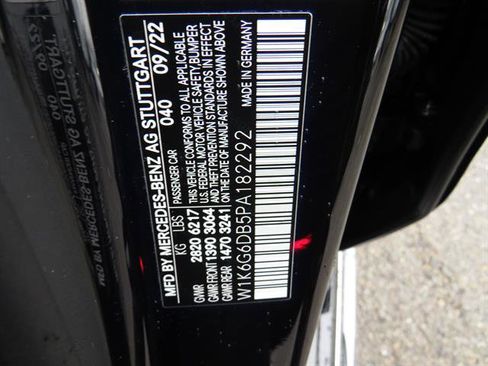 MFD BY MERCEDES-BENZ AG STUTTGART
040 09/22
KG LBS PASSENGER CAR
GVWR 2820 6217 THIS VEHICLE CONFORMS TO ALL APPLICABLE
GAWR FRONT 1390 3064 U.S. FEDERAL MOTOR VEHICLE SAFETY, BUMPER
GAWR REAR 1470 3241 AND THEFT PREVENTION STANDARDS IN EFFECT
ON THE DATE OF MANUFACTURE SHOWN ABOVE
W1K6G6DB5PA182292 MADE IN GERMANY